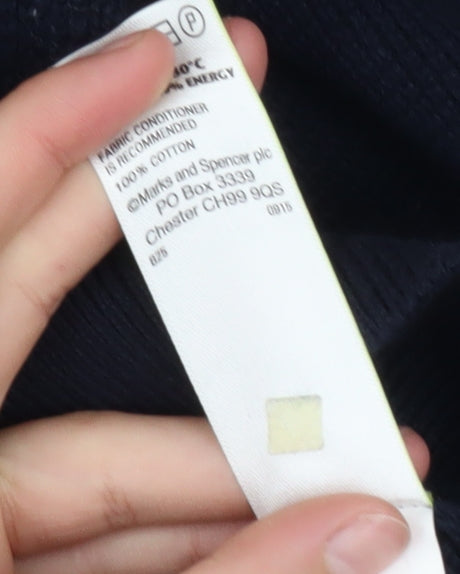 P
40°C
% ENERGY
FABRIC CONDITIONER
IS RECOMMENDED
100% COTTON
©Marks and Spencer plc
PO Box 3339
Chester CH99 9QS
0915
825